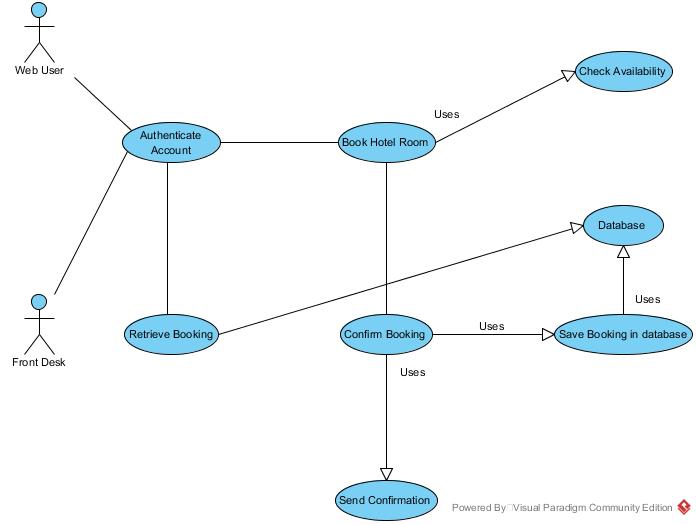 Web User
Check Availability
Uses
Authenticate
Account
Book Hotel Room
Database
Uses
Retrieve Booking
Confirm Booking
Uses
Save Booking in database
Front Desk
Uses
Send Confirmation
Powered By Visual Paradigm Community Edition